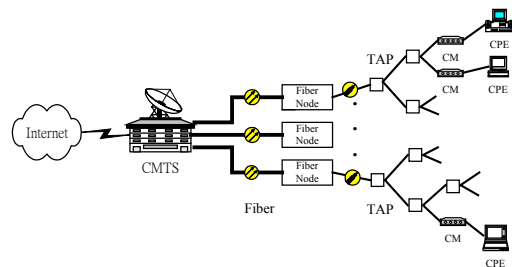 Internet
CMTS
Fiber
Fiber
Node
Fiber
Node
Fiber
Node
TAP
TAP
CM
CM
CM
CPE
CPE
CPE